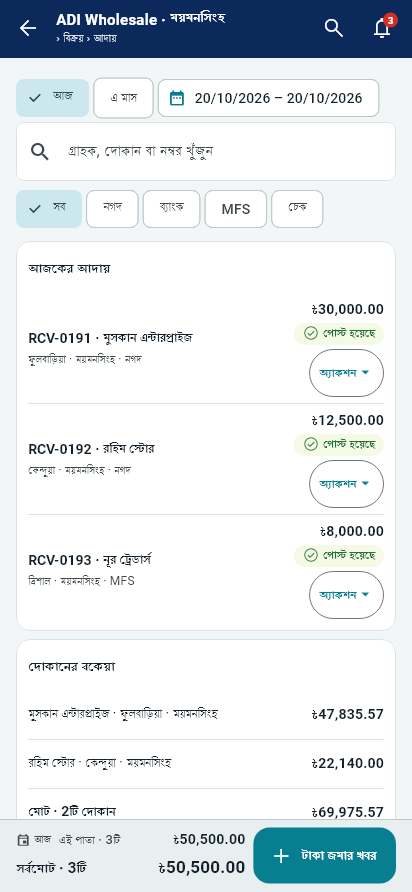 ADI Wholesale · ময়মনসিংহ
› বিক্রয় › আদায়
3
আজ
এ মাস
20/10/2026 – 20/10/2026
গ্রাহক, দোকান বা নম্বর খুঁজুন
সব
নগদ
ব্যাংক
MFS
চেক
আজকের আদায়
৳30,000.00
RCV-0191 · মুসকান এন্টারপ্রাইজ
পোস্ট হয়েছে
ফুলবাড়িয়া · ময়মনসিংহ · নগদ
অ্যাকশন
৳12,500.00
RCV-0192 · রহিম স্টোর
পোস্ট হয়েছে
কেন্দুয়া · ময়মনসিংহ · নগদ
অ্যাকশন
৳8,000.00
RCV-0193 · নূর ট্রেডার্স
পোস্ট হয়েছে
ত্রিশাল · ময়মনসিংহ · MFS
অ্যাকশন
দোকানের বকেয়া
মুসকান এন্টারপ্রাইজ · ফুলবাড়িয়া · ময়মনসিংহ ৳47,835.57
রহিম স্টোর · কেন্দুয়া · ময়মনসিংহ ৳22,140.00
মোট · 2টি দোকান ৳69,975.57
আজ এই পাতা · 3টি ৳50,500.00
সর্বমোট · 3টি ৳50,500.00
টাকা জমার খবর